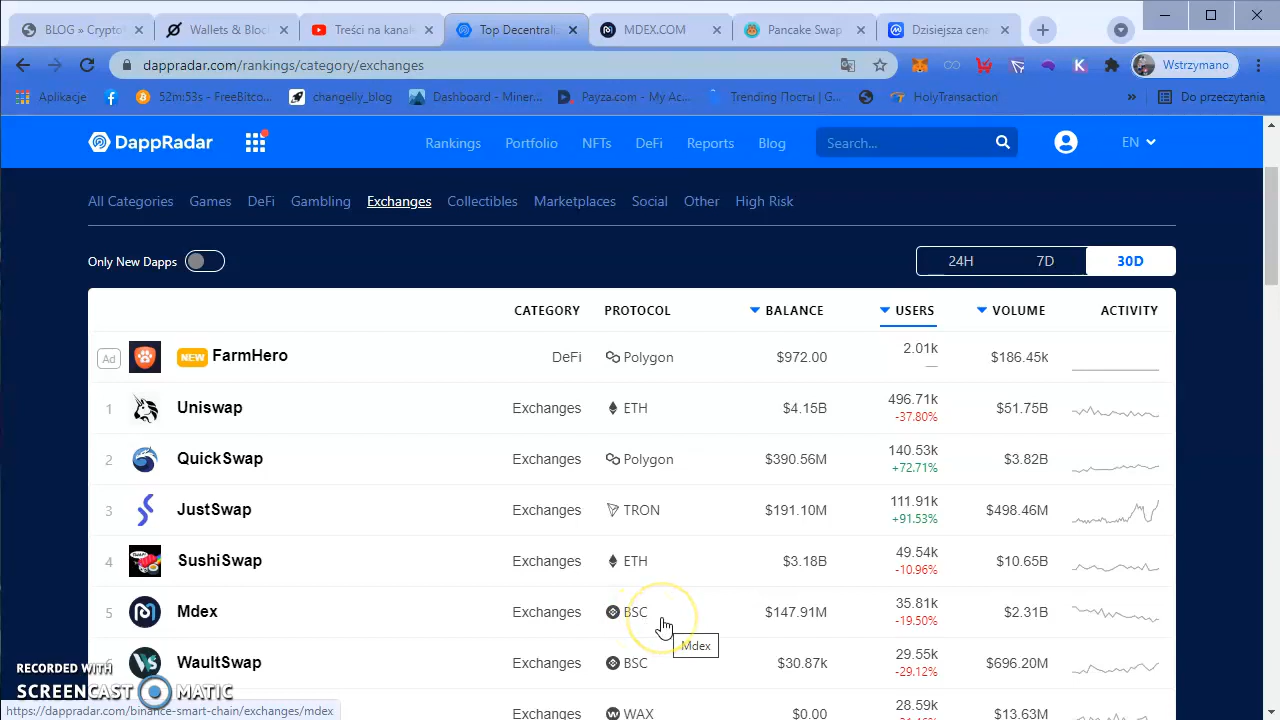 BLOG » Crypto
Wallets & Bloc
Treści na kanal
Top Decentrali
MDEX.COM
Pancake Swap
Dzisiejsza cena
dappradar.com/rankings/category/exchanges
Wstrzymano
Aplikacje
52m:53s - FreeBitco...
changelly_blog
Dashboard - Miner...
Payza.com - My Ac...
Trending Посты | G...
HolyTransaction
»
Do przeczytania
DappRadar
Rankings
Portfolio
NFTs
DeFi
Reports
Blog
Search...
EN
All Categories
Games
DeFi
Gambling
Exchanges
Collectibles
Marketplaces
Social
Other
High Risk
Only New Dapps
24H
7D
30D
CATEGORY PROTOCOL BALANCE USERS VOLUME ACTIVITY
Ad NEW FarmHero DeFi Polygon $972.00 2.01k — $186.45k
1 Uniswap Exchanges ETH $4.15B 496.71k $51.75B
-37.80%
2 QuickSwap Exchanges Polygon $390.56M 140.53k $3.82B
+72.71%
3 JustSwap Exchanges TRON $191.10M 111.91k $498.46M
+91.53%
4 SushiSwap Exchanges ETH $3.18B 49.54k $10.65B
-10.96%
5 Mdex Exchanges BSC $147.91M 35.81k $2.31B
-19.50%
Mdex
WaultSwap Exchanges BSC $30.87k 29.55k $696.20M
-29.12%
Exchanges WAX $0.00 28.59k $13.63M
RECORDED WITH
SCREENCAST MATIC
https://dappradar.com/binance-smart-chain/exchanges/mdex